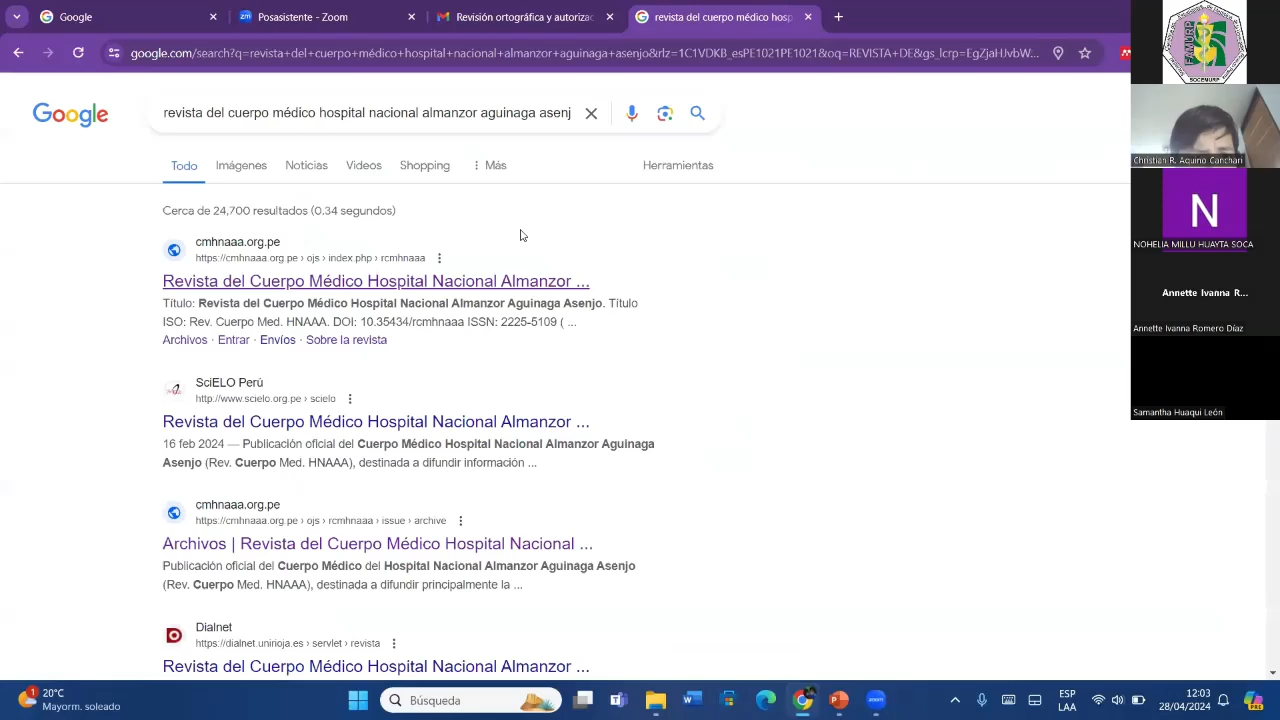 Google
Posasistente - Zoom
Revisión ortográfica y autorizac
revista del cuerpo médico hosp
google.com/search?q=revista+del+cuerpo+médico+hospital+nacional+almanzor+aguinaga+asenjo&rlz=1C1VDKB_esPE1021PE1021&oq=REVISTA+DE&gs_lcrp=EgZjaHJvbW...
Google
revista del cuerpo médico hospital nacional almanzor aguinaga asenj
Todo
Imágenes
Noticias
Videos
Shopping
Más
Herramientas
Cerca de 24,700 resultados (0.34 segundos)
cmhnaaa.org.pe
https://cmhnaaa.org.pe › ojs › index.php › rcmhnaaa
Revista del Cuerpo Médico Hospital Nacional Almanzor ...
Título: Revista del Cuerpo Médico Hospital Nacional Almanzor Aguinaga Asenjo. Título
ISO: Rev. Cuerpo Med. HNAAA. DOI: 10.35434/rcmhnaaa ISSN: 2225-5109 ( ...
Archivos · Entrar · Envíos · Sobre la revista
SciELO Perú
http://www.scielo.org.pe › scielo
Revista del Cuerpo Médico Hospital Nacional Almanzor ...
16 feb 2024 — Publicación oficial del Cuerpo Médico Hospital Nacional Almanzor Aguinaga
Asenjo (Rev. Cuerpo Med. HNAAA), destinada a difundir información ...
cmhnaaa.org.pe
https://cmhnaaa.org.pe › ojs › rcmhnaaa › issue › archive
Archivos | Revista del Cuerpo Médico Hospital Nacional ...
Publicación oficial del Cuerpo Médico del Hospital Nacional Almanzor Aguinaga Asenjo
(Rev. Cuerpo Med. HNAAA), destinada a difundir principalmente la ...
Dialnet
https://dialnet.unirioja.es › servlet › revista
Revista del Cuerpo Médico Hospital Nacional Almanzor ...
FAMURP
SOCEMURP
Christian R. Aquino Canchari
N
NOHELIA MILLU HUAYTA SOCA
Annette Ivanna R...
Annette Ivanna Romero Díaz
Samantha Huaqui León
1
20°C
Mayorm. soleado
Búsqueda
ESP
LAA
12:03
28/04/2024